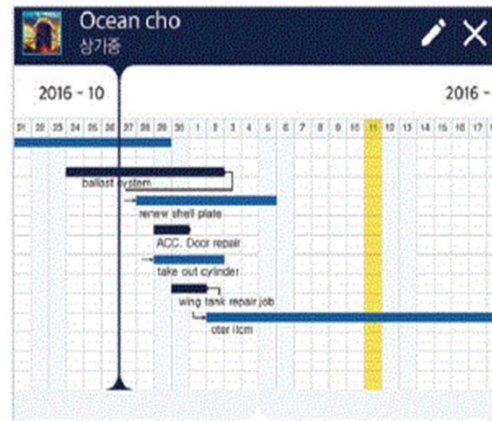 Ocean cho
상가중
2016 - 10 2016 -
21 22 23 24 25 26 27 28 29 30 1 2 3 4 5 6 7 8 9 10 11 12 13 14 15 16 17
ballast system
renew shell plate
ACC. Door repair
take out cylinder
wing tank repair job
oter item